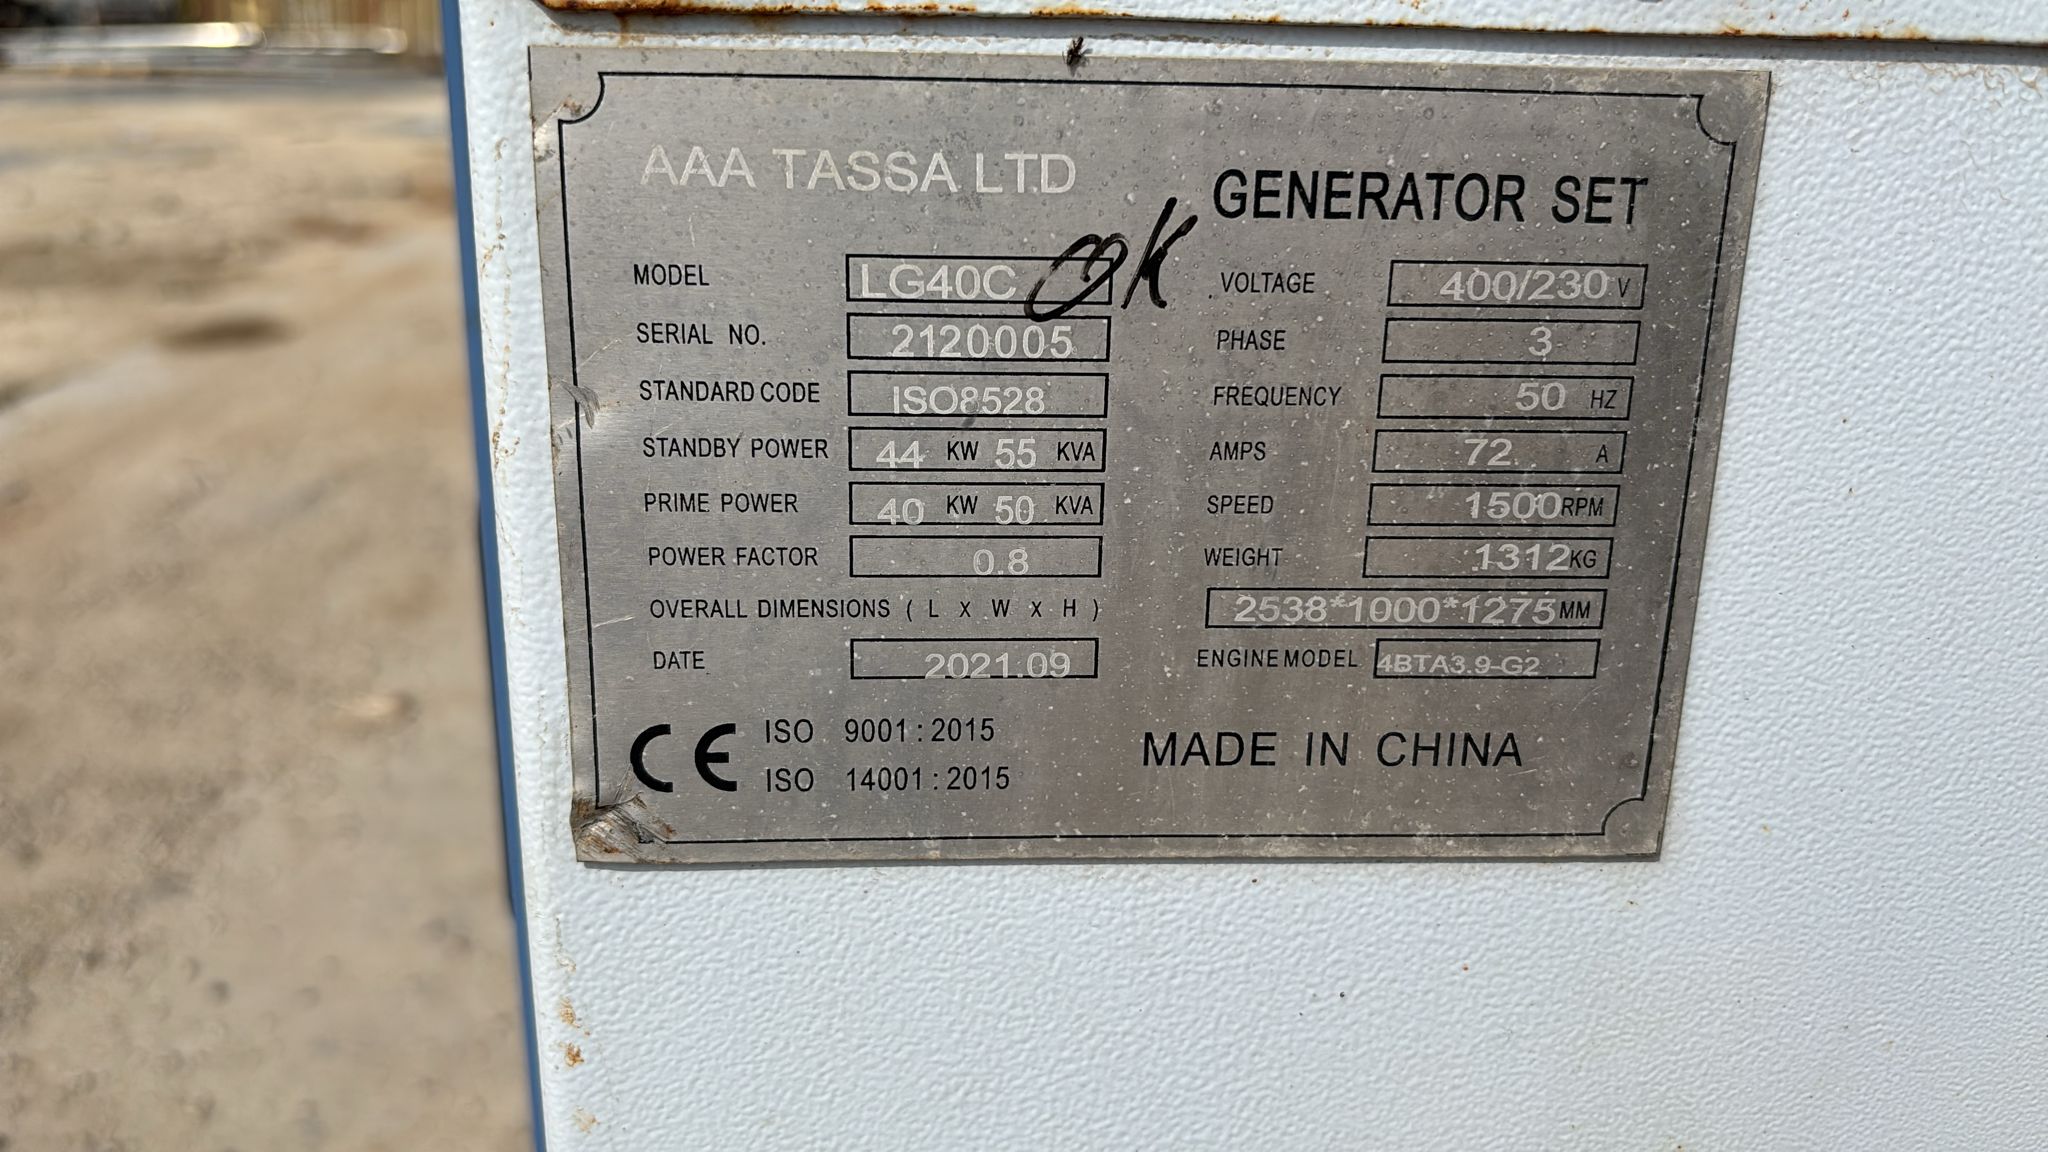 AAA TASSA LTD
GENERATOR SET
OK
MODEL LG40C
VOLTAGE 400/230 V
SERIAL NO. 2120005
PHASE 3
STANDARD CODE ISO8528
FREQUENCY 50 HZ
STANDBY POWER 44 KW 55 KVA
AMPS 72 A
PRIME POWER 40 KW 50 KVA
SPEED 1500 RPM
POWER FACTOR 0.8
WEIGHT 1312 KG
OVERALL DIMENSIONS ( L x W x H ) 2538*1000*1275 MM
DATE 2021.09
ENGINE MODEL 4BTA3.9-G2
CE
ISO 9001:2015
ISO 14001:2015
MADE IN CHINA